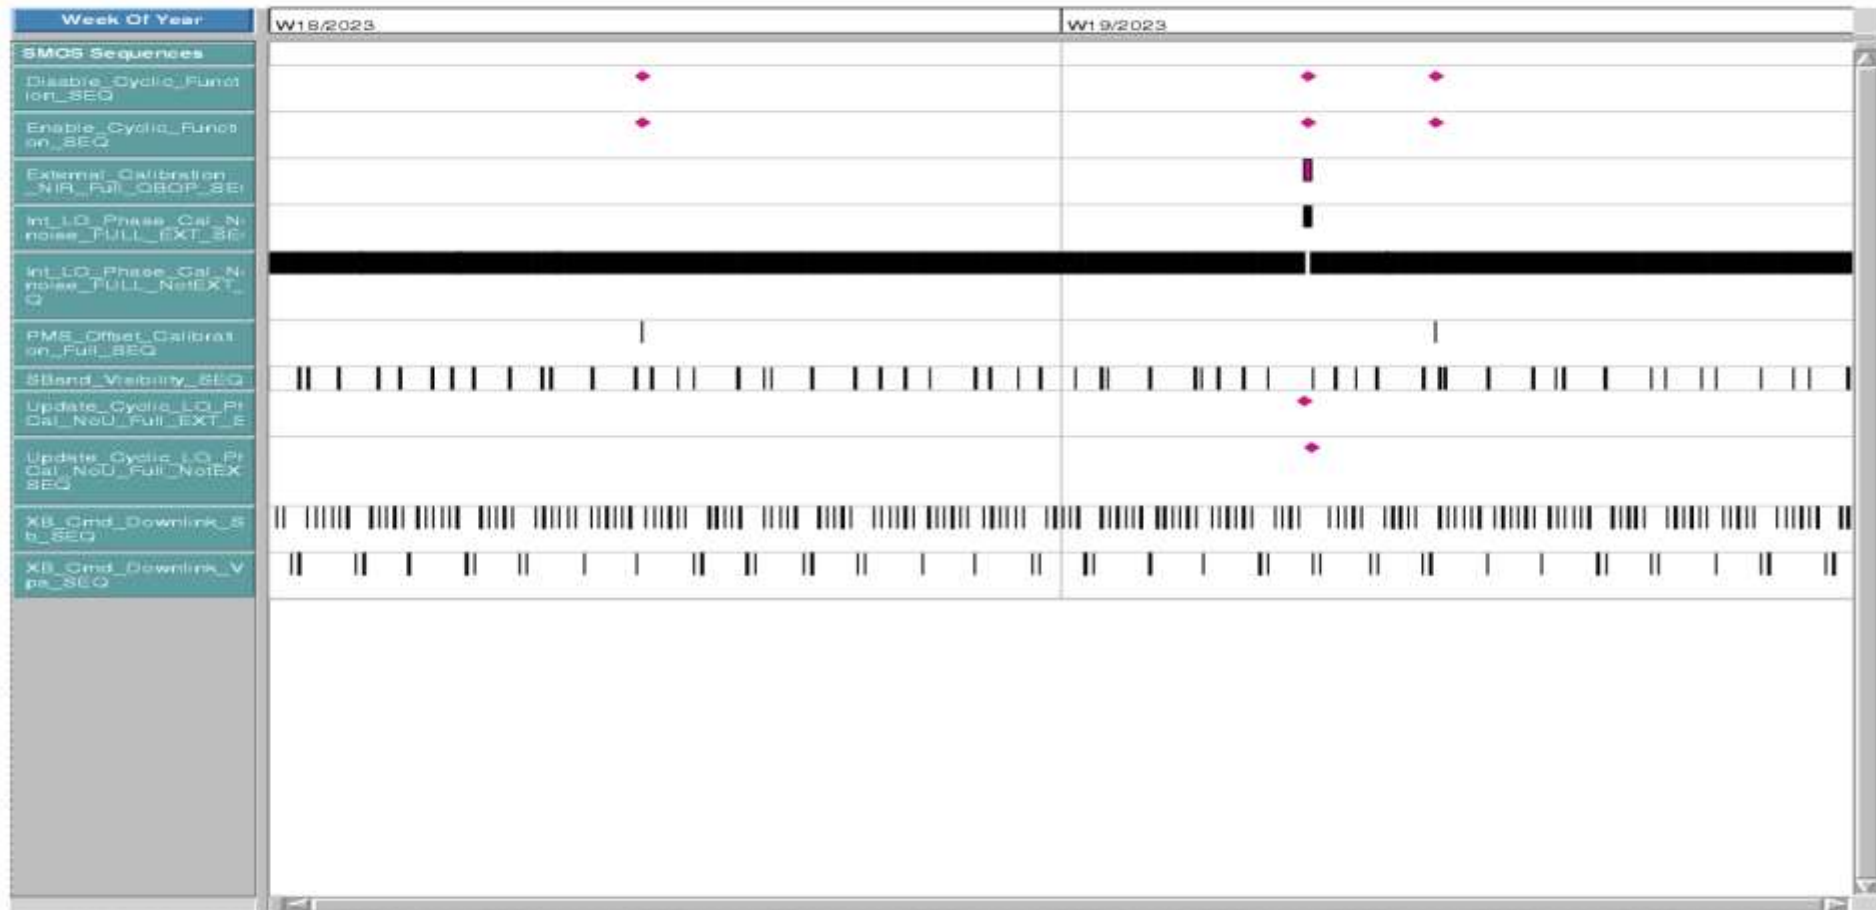 Week Of Year
W18/2023
W19/2023
SMOS Sequences
Disable_Cyclic_Funct
ion_SEQ
Enable_Cyclic_Functi
on_SEQ
External_Calibration
_NIR_Full_OBOP_SE
Int_LO_Phase_Cal_N
noise_FULL_EXT_SE
Int_LO_Phase_Cal_N
noise_FULL_NotEXT_
Q
PMS_Offset_Calibrati
on_Full_SEQ
SBand_Visibility_SEQ
Update_Cyclic_LO_Ph
Cal_NoU_Full_EXT_E
Update_Cyclic_LO_Ph
Cal_NoU_Full_NotEX
SEQ
XB_Cmd_Downlink_S
b_SEQ
XB_Cmd_Downlink_V
pa_SEQ